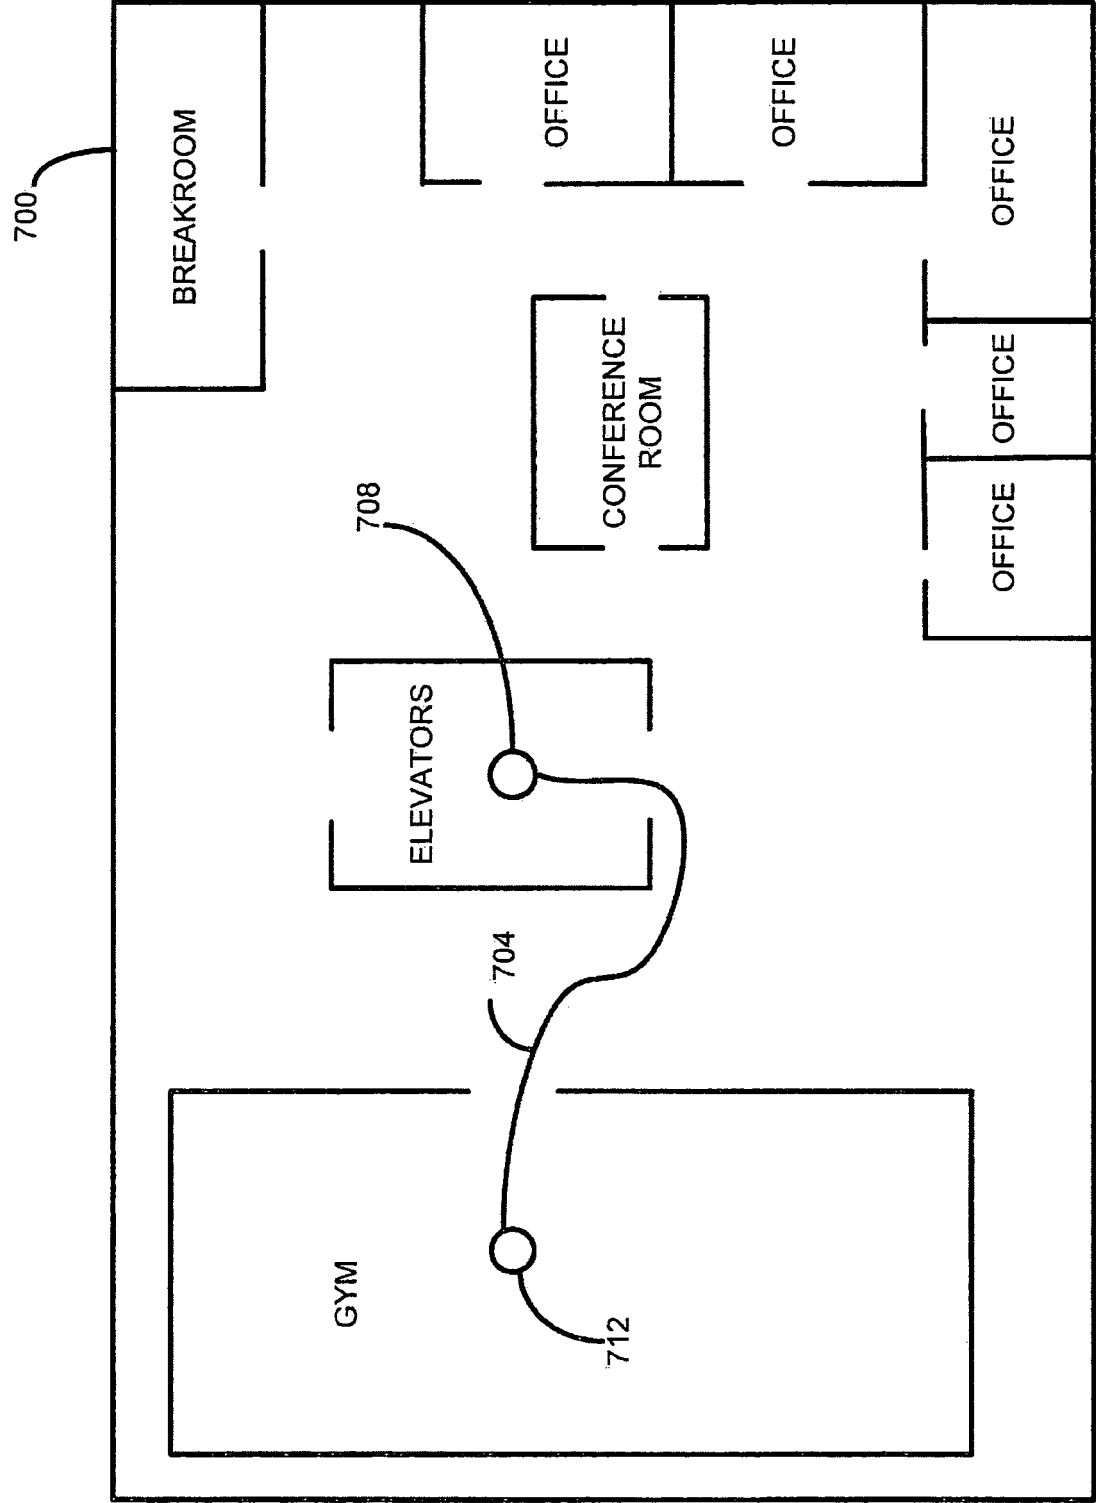 700
BREAKROOM
OFFICE
OFFICE
OFFICE
OFFICE
OFFICE
CONFERENCE
ROOM
708
ELEVATORS
704
GYM
712